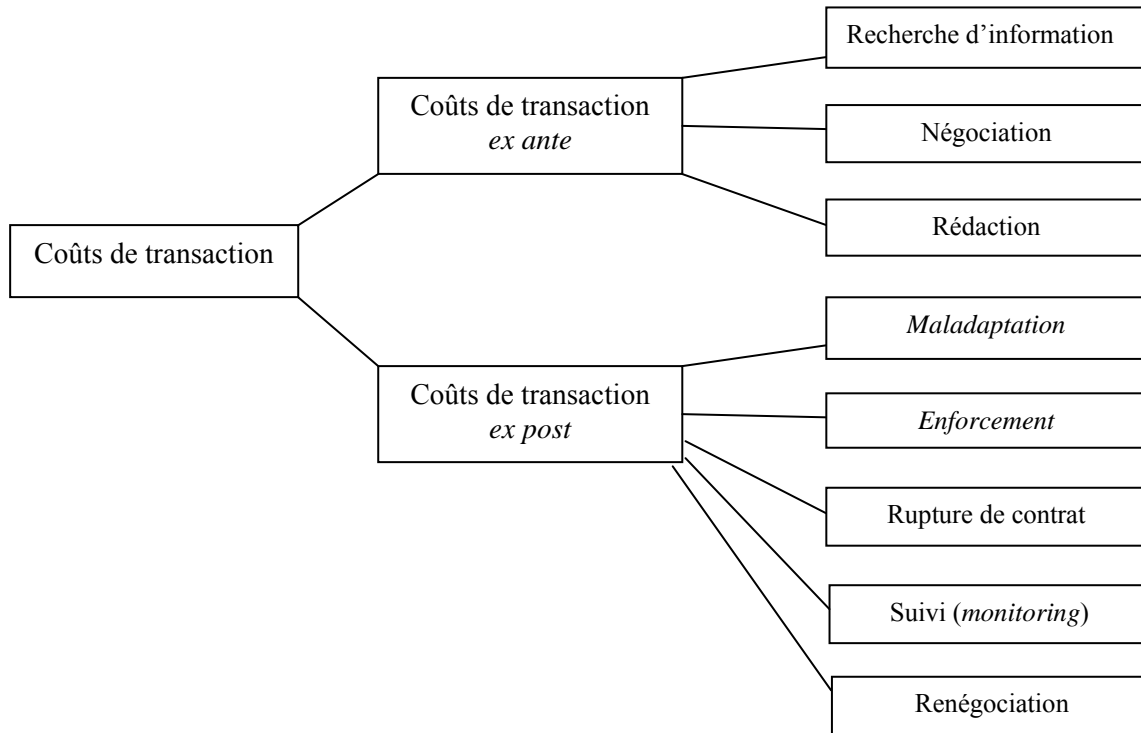 Recherche d’information
Coûts de transaction
ex ante
Négociation
Rédaction
Coûts de transaction
Maladaptation
Coûts de transaction
ex post
Enforcement
Rupture de contrat
Suivi (monitoring)
Renégociation